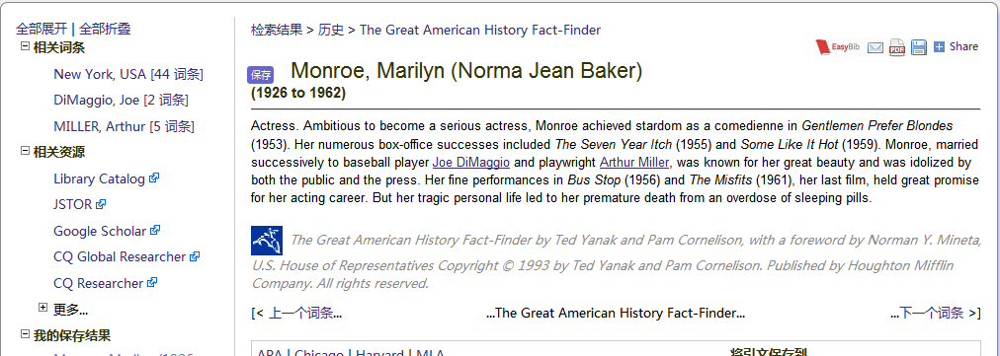 全部展开 | 全部折叠
相关词条
New York, USA [44 词条]
DiMaggio, Joe [2 词条]
MILLER, Arthur [5 词条]
相关资源
Library Catalog
JSTOR
Google Scholar
CQ Global Researcher
CQ Researcher
更多...
我的保存结果
检索结果 > 历史 > The Great American History Fact-Finder
EasyBib
PDF
Share
保存 Monroe, Marilyn (Norma Jean Baker)
(1926 to 1962)
Actress. Ambitious to become a serious actress, Monroe achieved stardom as a comedienne in Gentlemen Prefer Blondes
(1953). Her numerous box-office successes included The Seven Year Itch (1955) and Some Like It Hot (1959). Monroe, married
successively to baseball player Joe DiMaggio and playwright Arthur Miller, was known for her great beauty and was idolized by
both the public and the press. Her fine performances in Bus Stop (1956) and The Misfits (1961), her last film, held great promise
for her acting career. But her tragic personal life led to her premature death from an overdose of sleeping pills.
The Great American History Fact-Finder by Ted Yanak and Pam Cornelison, with a foreword by Norman Y. Mineta,
U.S. House of Representatives Copyright © 1993 by Ted Yanak and Pam Cornelison. Published by Houghton Mifflin
Company. All rights reserved.
[< 上一个词条... ...The Great American History Fact-Finder... ...下一个词条 >]
APA | Chicago | Harvard | MLA 将引文保存到